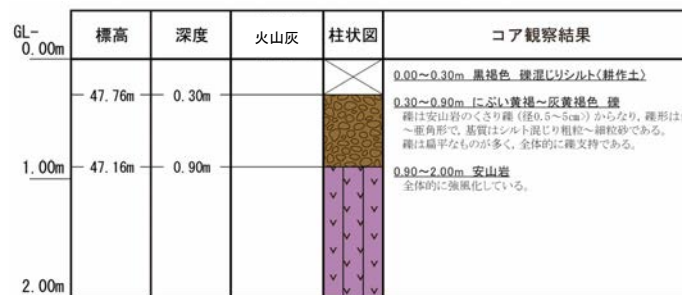 GL-
0.00m
標高 深度 火山灰 柱状図 コア観察結果
0.00～0.30m 黒褐色 礫混じりシルト(耕作土)
47.76m 0.30m
0.30～0.90m にぶい黄褐～灰黄褐色 礫
礫は安山岩のくさり礫(径0.5～5cm)からなり,礫形は
～亜角形で,基質はシルト混じり粗粒～細粒砂である。
礫は扁平なものが多く,全体的に礫支持である。
1.00m 47.16m 0.90m
0.90～2.00m 安山岩
全体的に強風化している。
2.00m